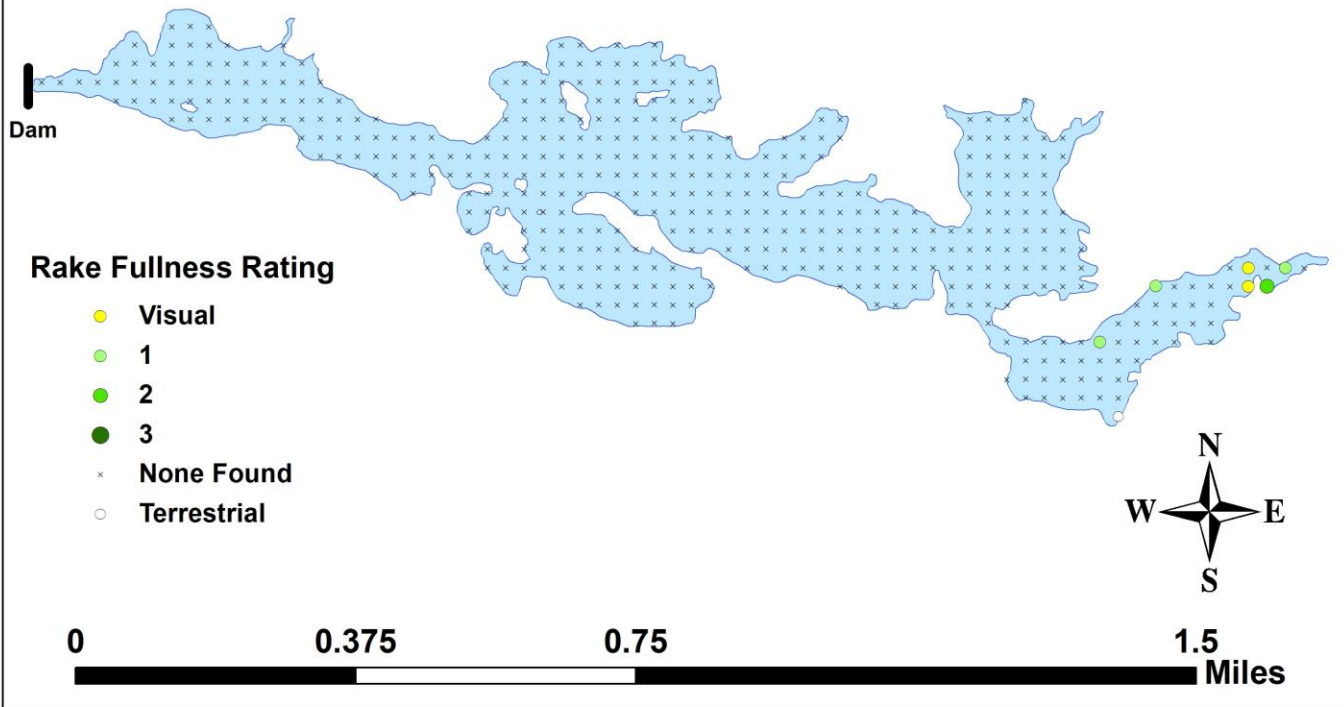 Dam
Rake Fullness Rating
Visual
1
2
3
None Found
Terrestrial
N
W E
S
0 0.375 0.75 1.5
Miles